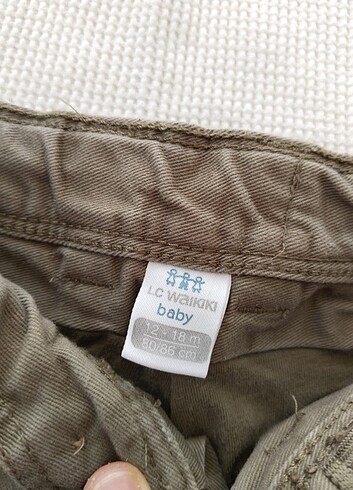 LC WAIKIKI
baby
12 - 18 m
80/86 cm